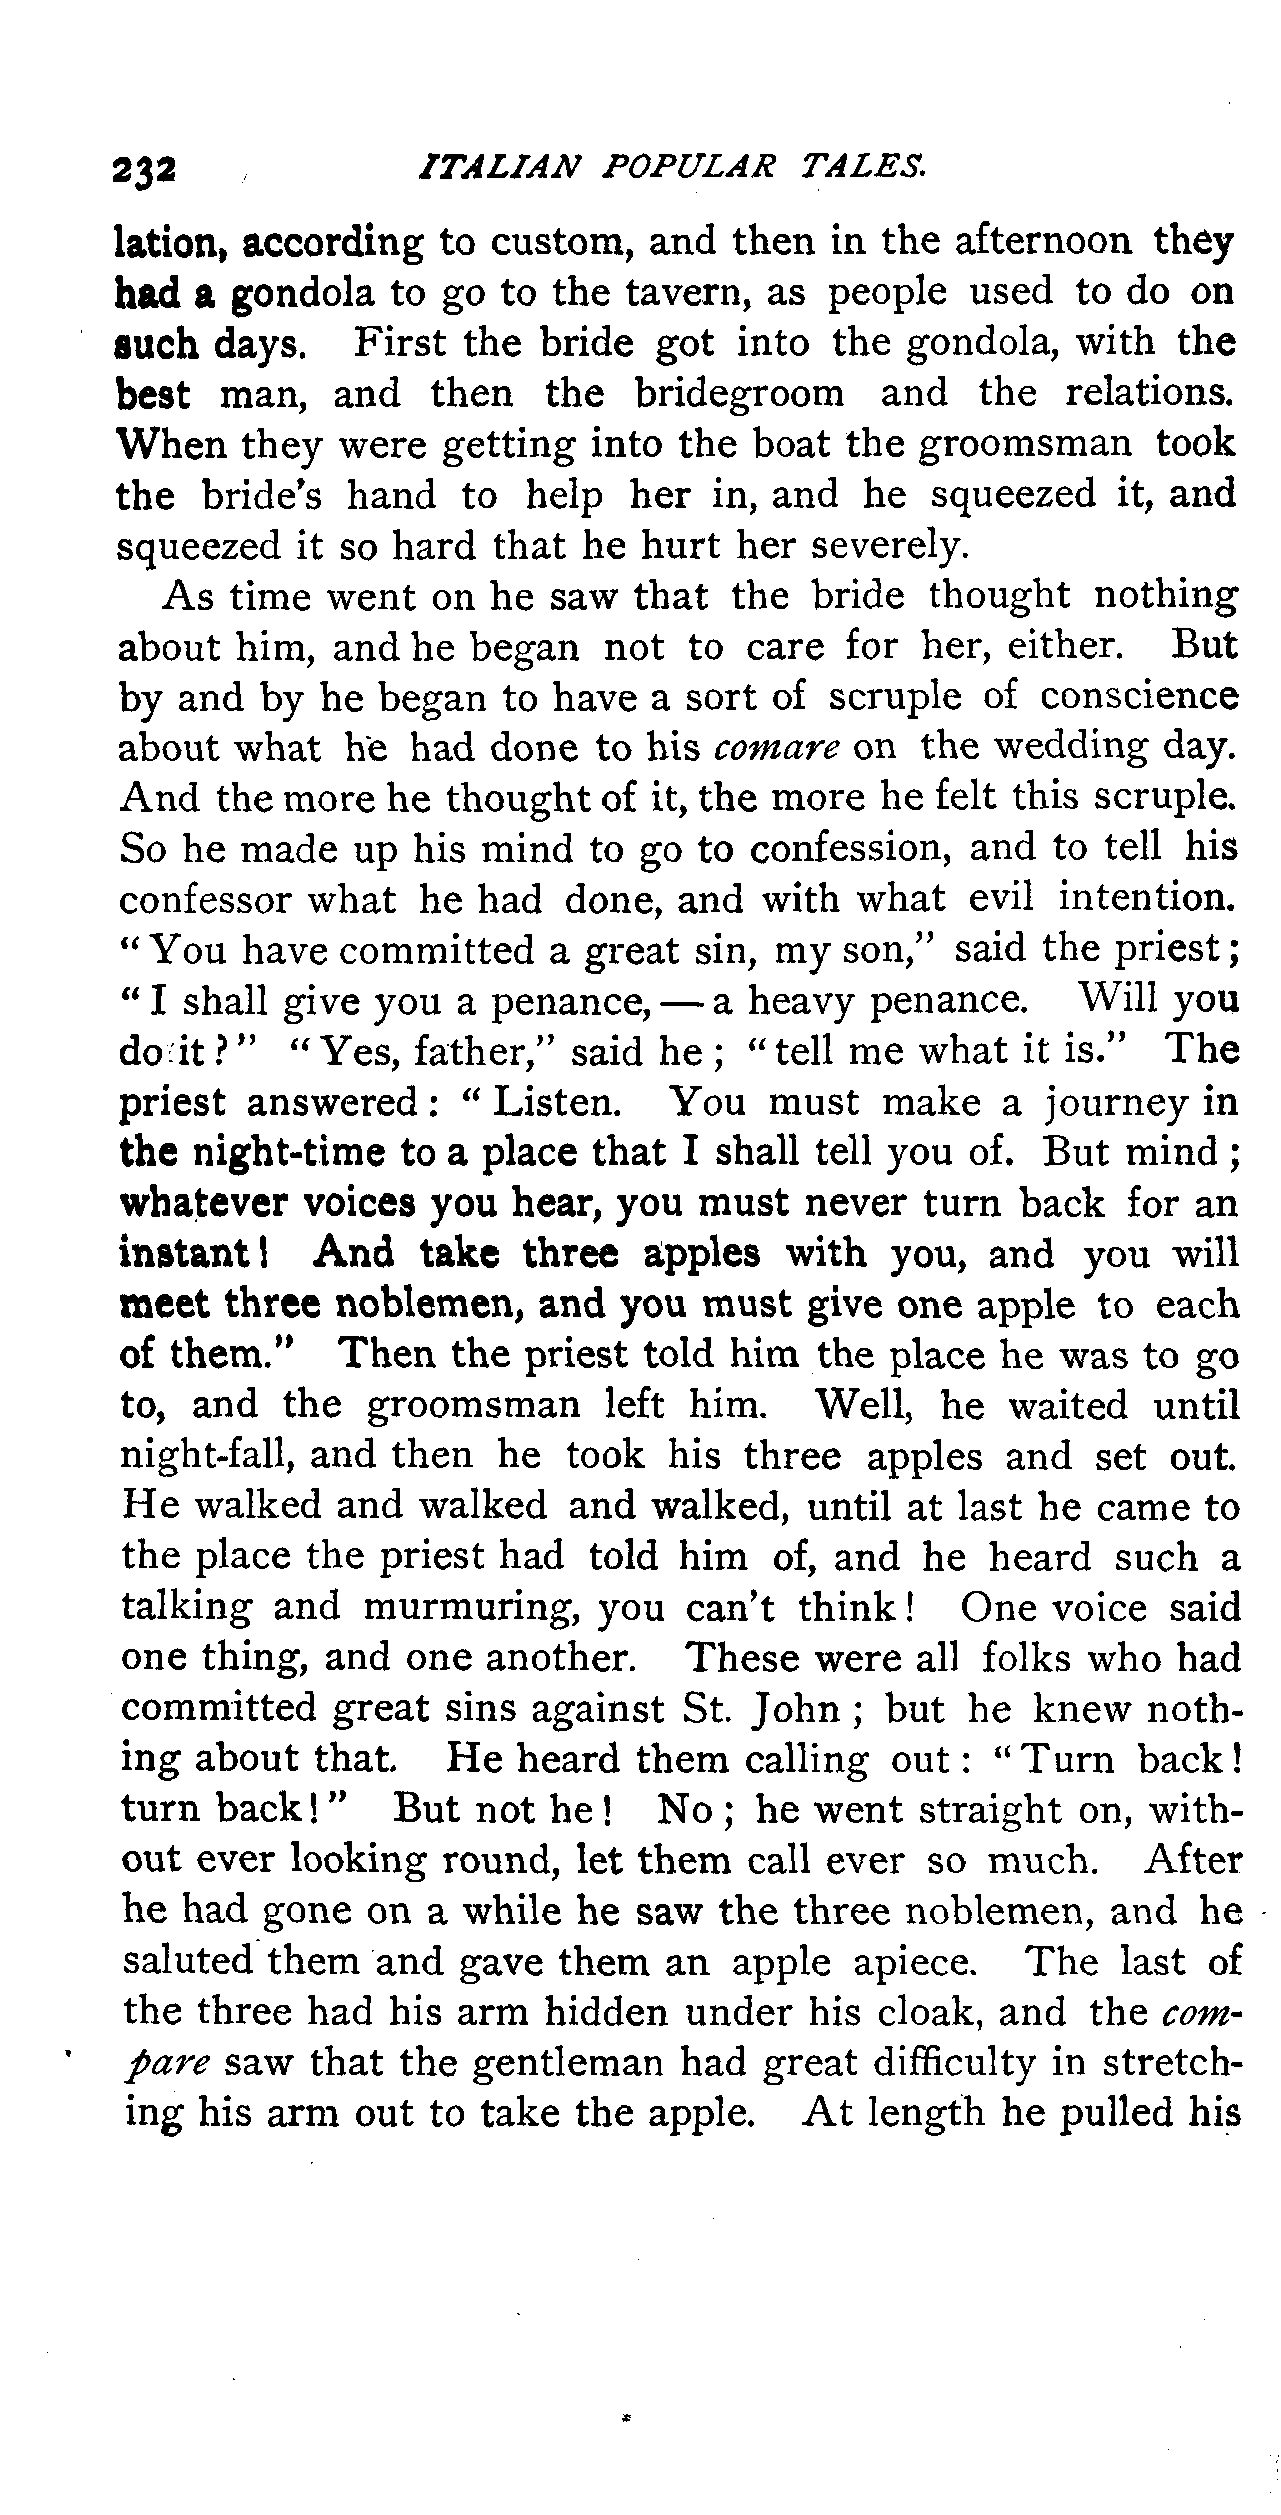 232 ITALIAN POPULAR TALES.
lation, according to custom, and then in the afternoon they
had a gondola to go to the tavern, as people used to do on
such days. First the bride got into the gondola, with the
best man, and then the bridegroom and the relations.
When they were getting into the boat the groomsman took
the bride's hand to help her in, and he squeezed it, and
squeezed it so hard that he hurt her severely.
As time went on he saw that the bride thought nothing
about him, and he began not to care for her, either. But
by and by he began to have a sort of scruple of conscience
about what he had done to his comare on the wedding day.
And the more he thought of it, the more he felt this scruple.
So he made up his mind to go to confession, and to tell his
confessor what he had done, and with what evil intention.
"You have committed a great sin, my son," said the priest;
"I shall give you a penance, — a heavy penance. Will you
do it?" "Yes, father," said he; "tell me what it is." The
priest answered: "Listen. You must make a journey in
the night-time to a place that I shall tell you of. But mind;
whatever voices you hear, you must never turn back for an
instant! And take three apples with you, and you will
meet three noblemen, and you must give one apple to each
of them." Then the priest told him the place he was to go
to, and the groomsman left him. Well, he waited until
night-fall, and then he took his three apples and set out.
He walked and walked and walked, until at last he came to
the place the priest had told him of, and he heard such a
talking and murmuring, you can't think! One voice said
one thing, and one another. These were all folks who had
committed great sins against St. John; but he knew noth-
ing about that. He heard them calling out: "Turn back!
turn back!" But not he! No; he went straight on, with-
out ever looking round, let them call ever so much. After
he had gone on a while he saw the three noblemen, and he
saluted them and gave them an apple apiece. The last of
the three had his arm hidden under his cloak, and the com-
pare saw that the gentleman had great difficulty in stretch-
ing his arm out to take the apple. At length he pulled his